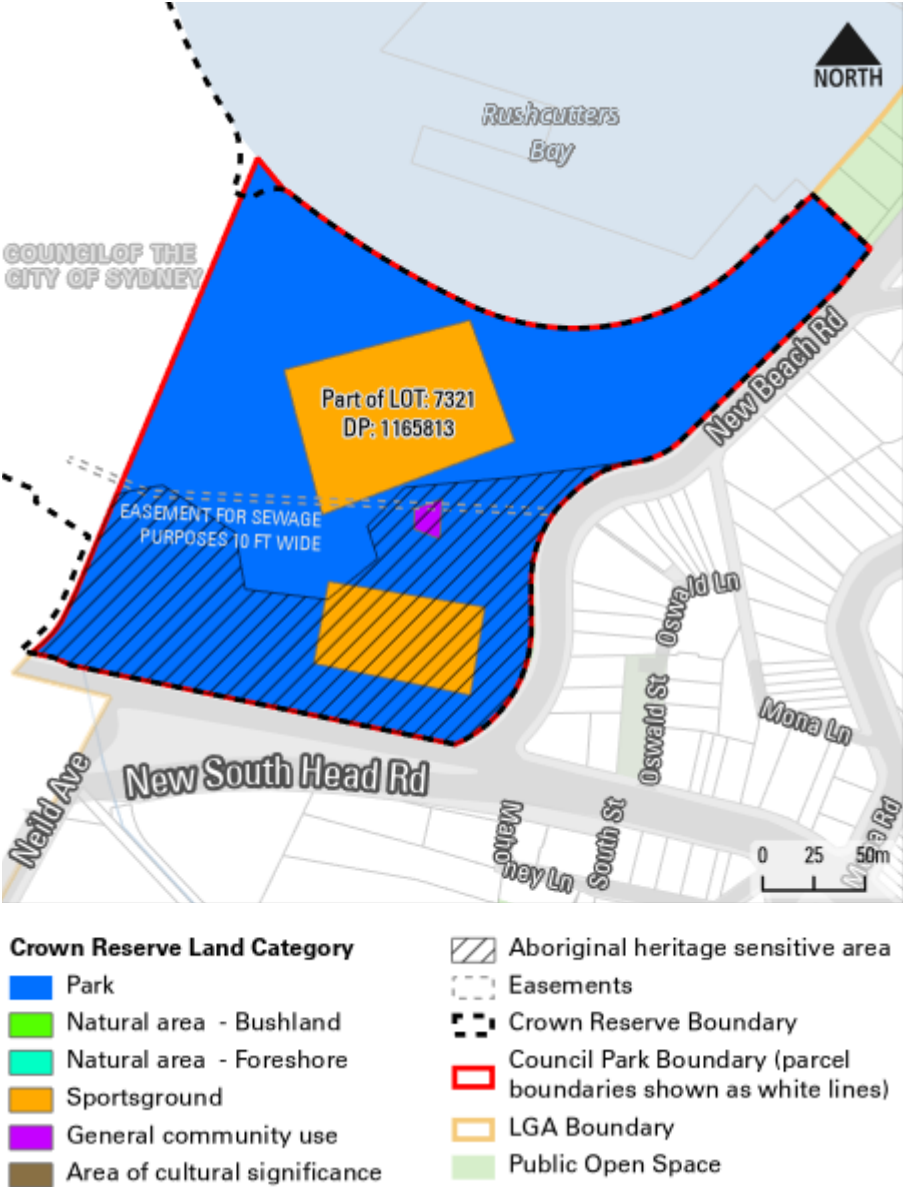 NORTH
Rushcutters
Bay
COUNCILOF THE
CITY OF SYDNEY
New Beach Rd
Part of LOT: 7321
DP: 1165813
EASEMENT FOR SEWAGE
PURPOSES 10 FT WIDE
Oswald Ln
Oswald St
Mona Ln
New South Head Rd
Neild Ave
Mahoney Ln
South St
Mona Rd
0 25 50m
Crown Reserve Land Category
Park
Natural area - Bushland
Natural area - Foreshore
Sportsground
General community use
Area of cultural significance
Aboriginal heritage sensitive area
Easements
Crown Reserve Boundary
Council Park Boundary (parcel
boundaries shown as white lines)
LGA Boundary
Public Open Space